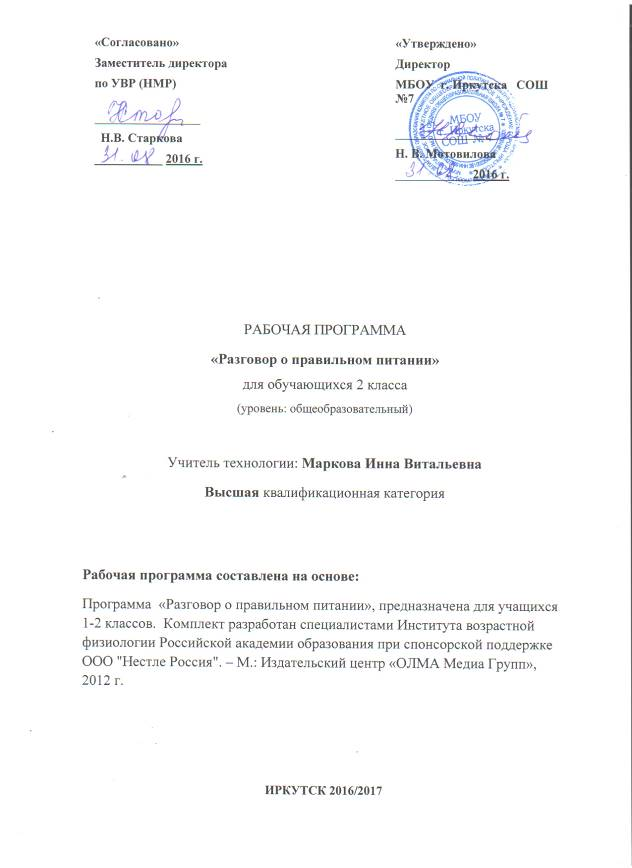 «Согласовано»
Заместитель директора
по УВР (НМР)
Н.В. Старкова
31.08 2016 г.
«Утверждено»
Директор
МБОУ г. Иркутска СОШ
№7
МБОУ
г. Иркутска
СОШ №
Н. В. Мотовилова
31 08 2016 г.
РАБОЧАЯ ПРОГРАММА
«Разговор о правильном питании»
для обучающихся 2 класса
(уровень: общеобразовательный)
Учитель технологии: Маркова Инна Витальевна
Высшая квалификационная категория
Рабочая программа составлена на основе:
Программа «Разговор о правильном питании», предназначена для учащихся
1-2 классов. Комплект разработан специалистами Института возрастной
физиологии Российской академии образования при спонсорской поддержке
ООО "Нестле Россия". – М.: Издательский центр «ОЛМА Медиа Групп»,
2012 г.
ИРКУТСК 2016/2017